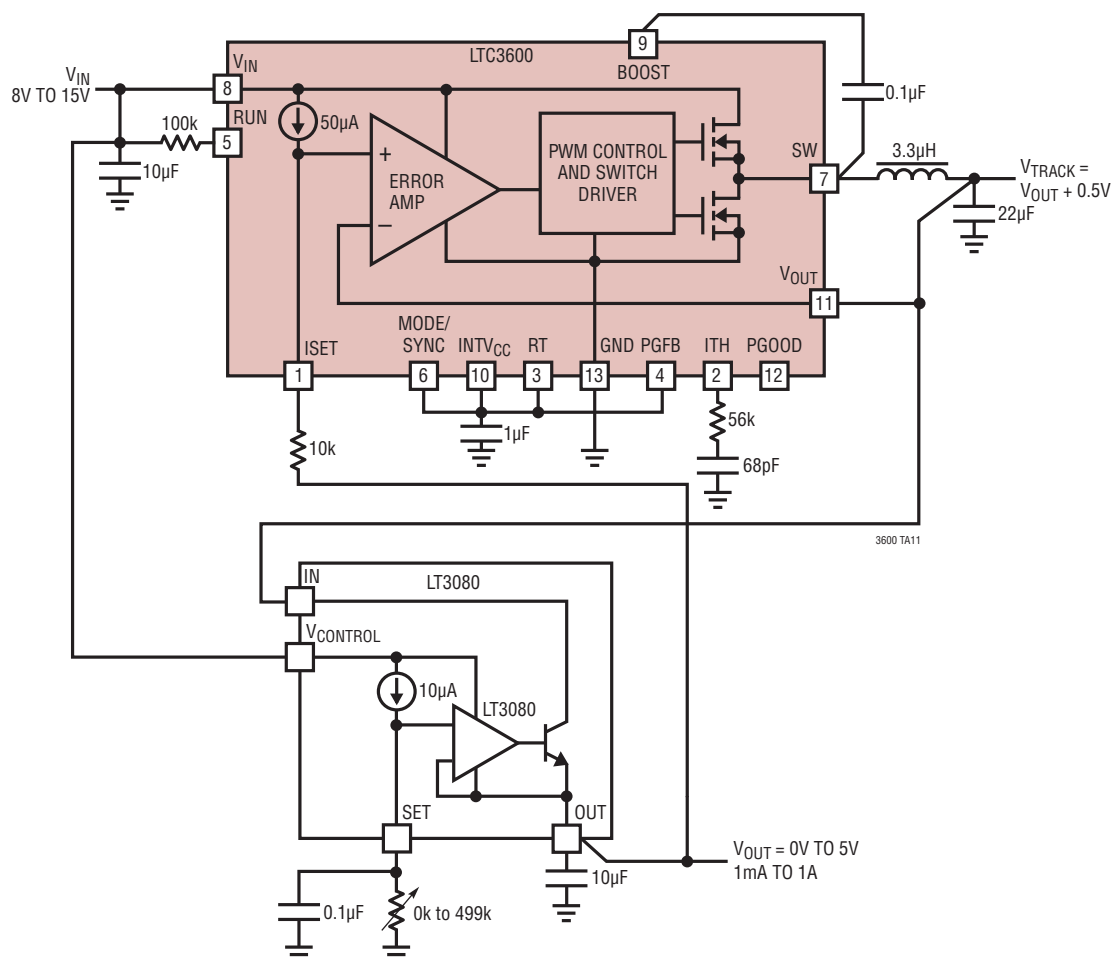 9
LTC3600
BOOST
VIN
VIN
8V TO 15V
8
RUN
100k
5
10µF
50µA
+
ERROR
AMP
–
PWM CONTROL
AND SWITCH
DRIVER
0.1µF
SW
7
3.3µH
VTRACK =
VOUT + 0.5V
22µF
VOUT
11
ISET
MODE/
SYNC
INTVCC
RT
GND
PGFB
ITH
PGOOD
1
6
10
3
13
4
2
12
10k
1µF
56k
68pF
3600 TA11
IN
LT3080
VCONTROL
10µA
LT3080
SET
OUT
VOUT = 0V TO 5V
1mA TO 1A
10µF
0.1µF
0k to 499k